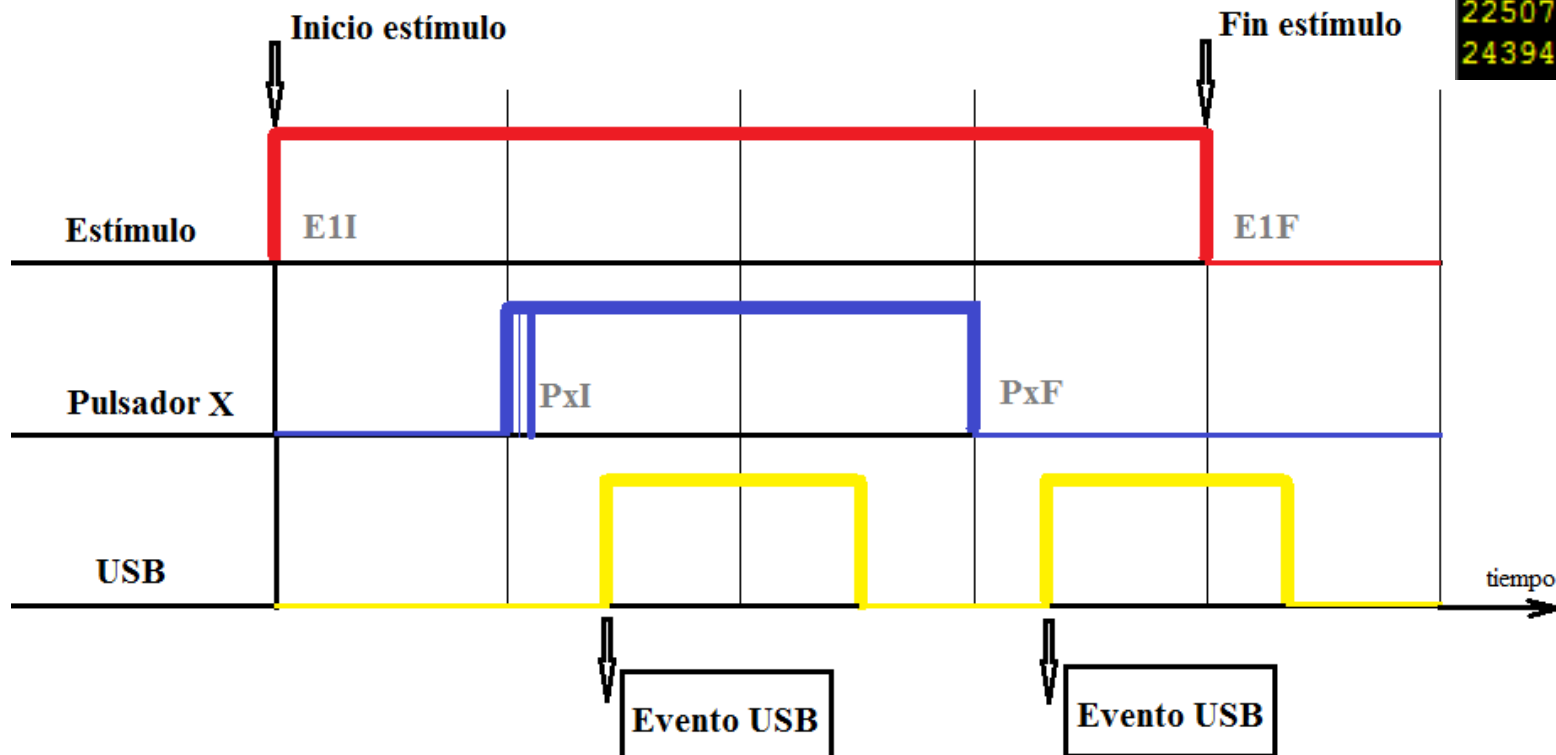 Inicio estímulo
Fin estímulo
22507
24394
Estímulo
E1I
E1F
Pulsador X
PxI
PxF
USB
tiempo
Evento USB
Evento USB